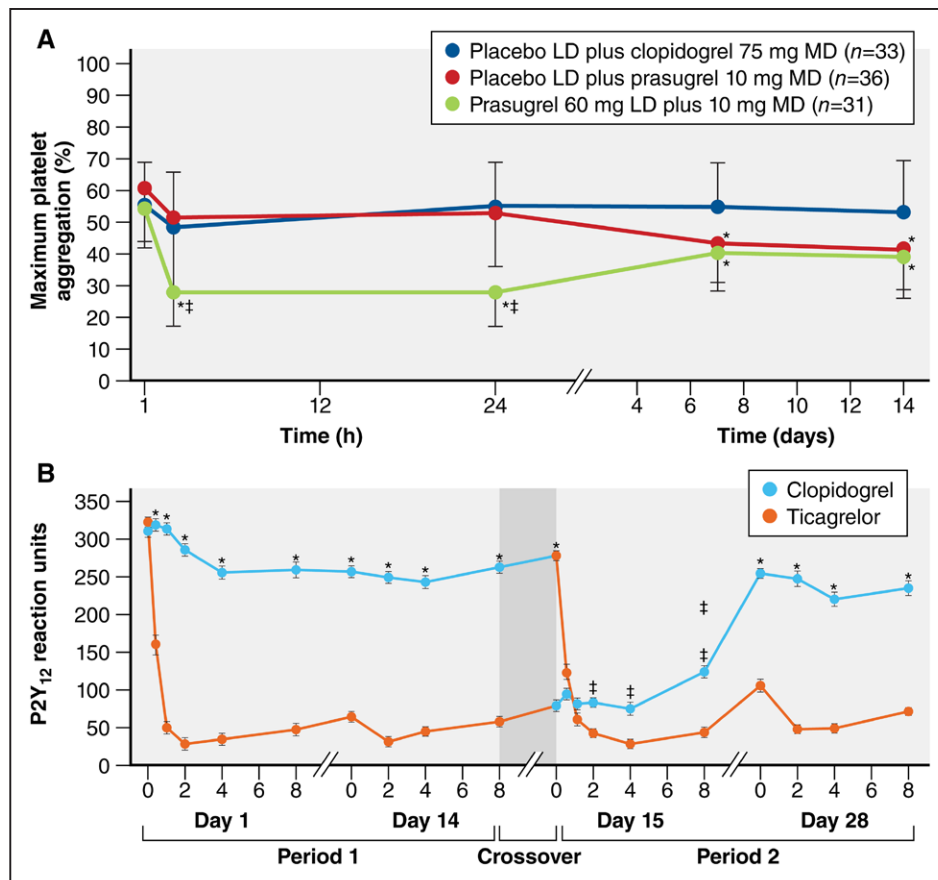 A
Placebo LD plus clopidogrel 75 mg MD (n=33)
Placebo LD plus prasugrel 10 mg MD (n=36)
Prasugrel 60 mg LD plus 10 mg MD (n=31)
Maximum platelet
aggregation (%)
100
90
80
70
60
50
40
30
20
10
0
*‡
*‡
*
*
*
*
1 12 24 4 6 8 10 12 14
Time (h) Time (days)
B
Clopidogrel
Ticagrelor
P2Y12 reaction units
350
300
250
200
150
100
50
0
* * * * * * * * * * * * * *
‡ ‡ ‡ ‡
0 2 4 6 8 0 2 4 6 8 0 2 4 6 8 0 2 4 6 8
Day 1 Day 14 Day 15 Day 28
Period 1 Crossover Period 2